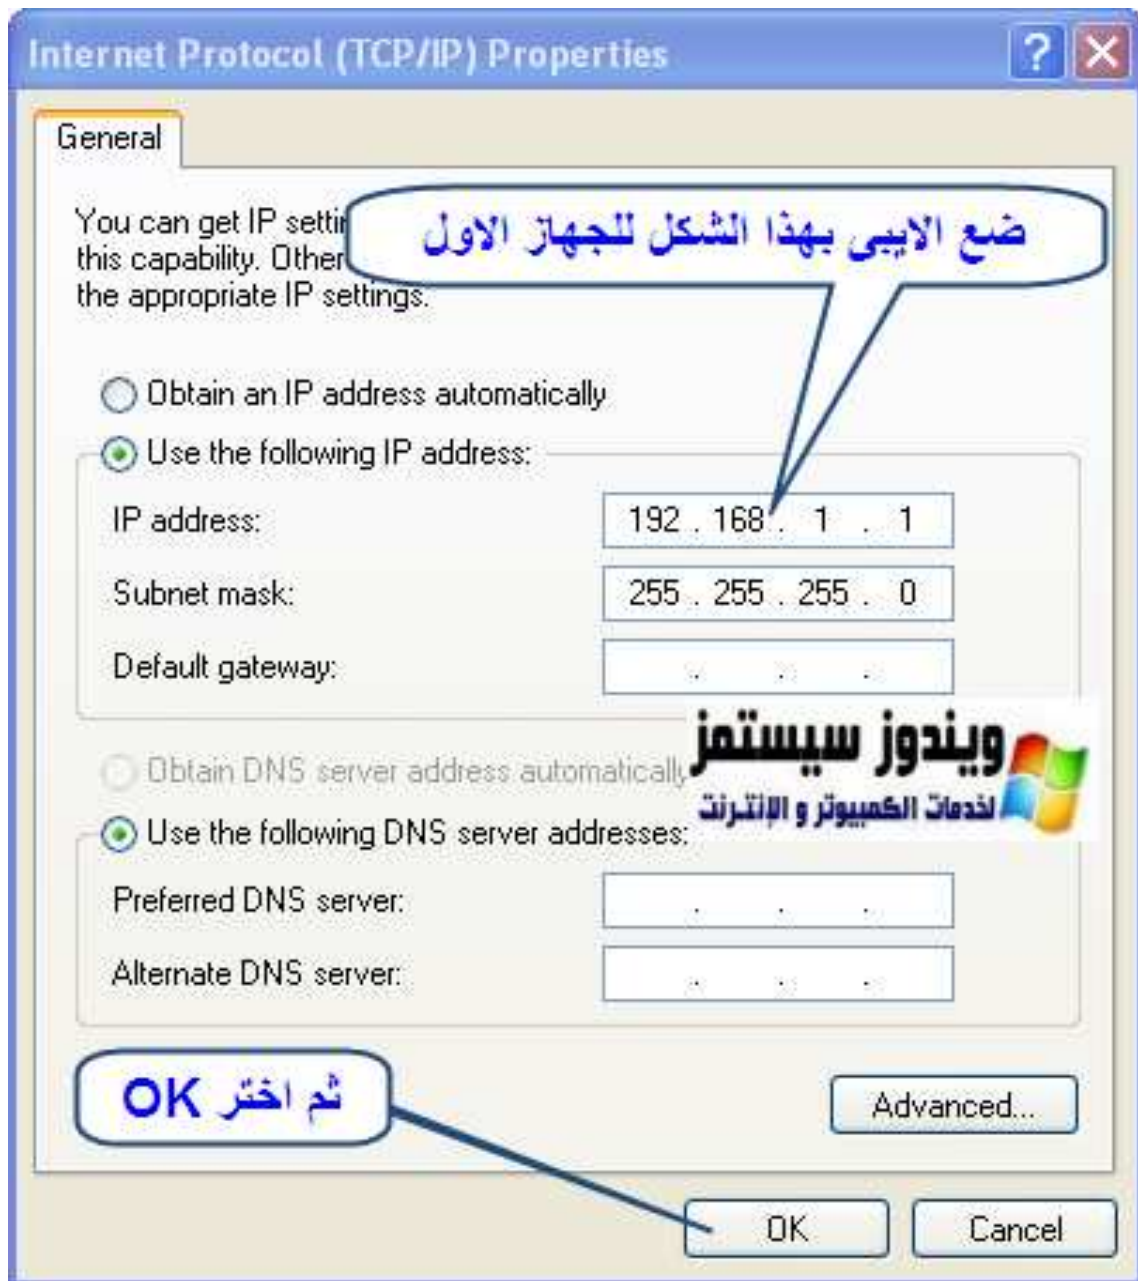 Internet Protocol (TCP/IP) Properties
General
You can get IP settin
this capability. Other
the appropriate IP settings.
ضع الايبى بهذا الشكل للجهاز الاول
Obtain an IP address automatically
Use the following IP address:
IP address: 192 . 168 . 1 . 1
Subnet mask: 255 . 255 . 255 . 0
Default gateway: . . .
ويندوز سيستمز
لخدمات الكمبيوتر و الإنترنت
Obtain DNS server address automatically
Use the following DNS server addresses:
Preferred DNS server: . . .
Alternate DNS server: . . .
ثم اختر OK
Advanced...
OK Cancel